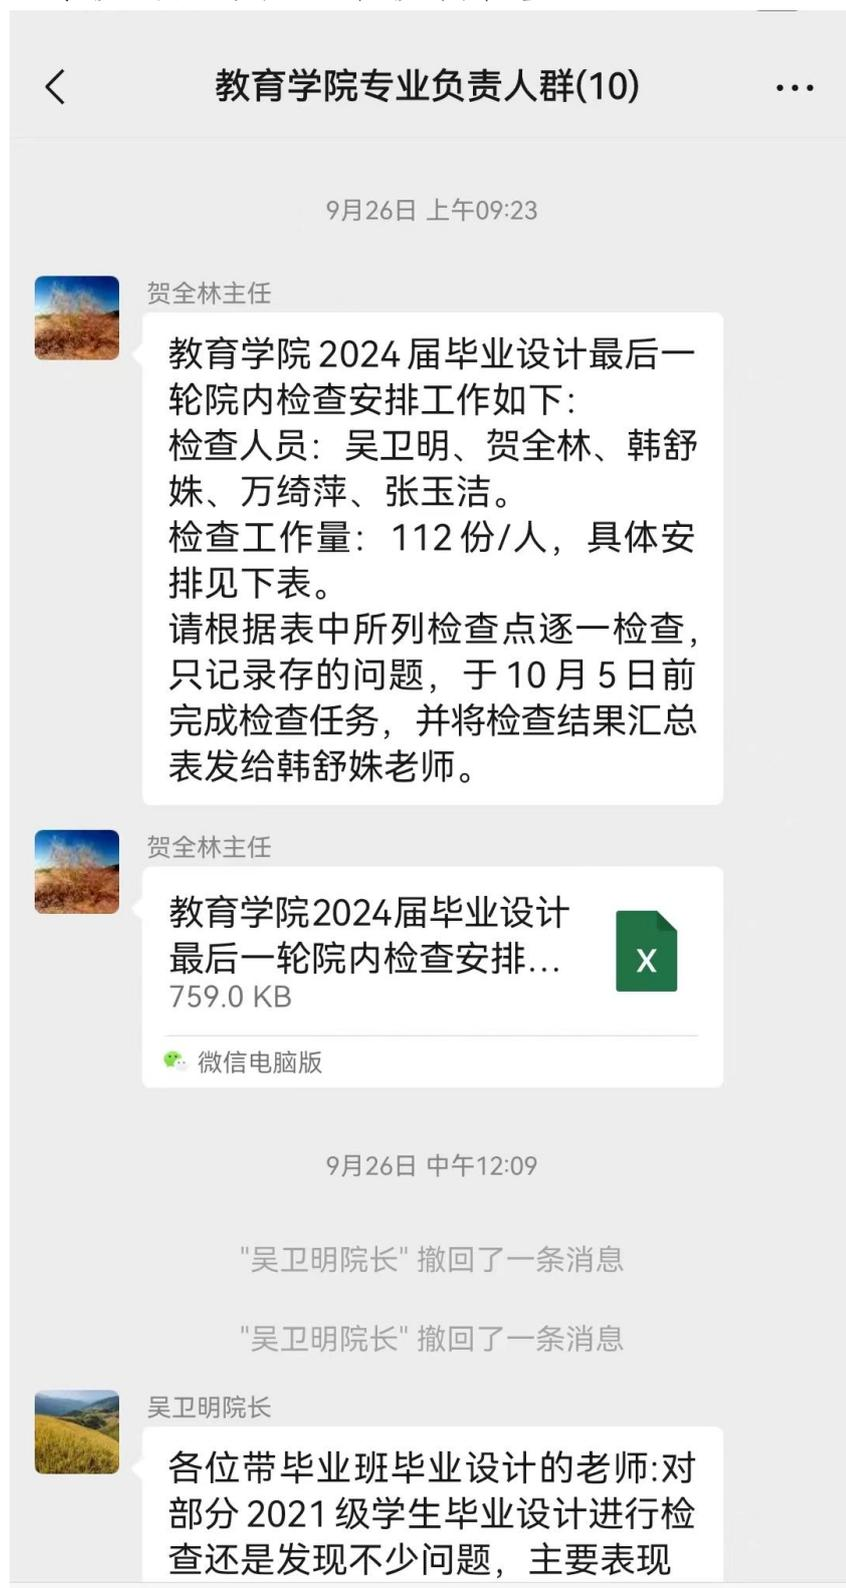 教育学院专业负责人群(10)
9月26日 上午09:23
贺全林主任
教育学院2024届毕业设计最后一
轮院内检查安排工作如下:
检查人员：吴卫明、贺全林、韩舒
姝、万绮萍、张玉洁。
检查工作量：112份/人，具体安
排见下表。
请根据表中所列检查点逐一检查，
只记录存的问题，于10月5日前
完成检查任务，并将检查结果汇总
表发给韩舒姝老师。
贺全林主任
教育学院2024届毕业设计
最后一轮院内检查安排...
759.0 KB
X
微信电脑版
9月26日 中午12:09
"吴卫明院长" 撤回了一条消息
"吴卫明院长" 撤回了一条消息
吴卫明院长
各位带毕业班毕业设计的老师:对
部分2021级学生毕业设计进行检
查还是发现不少问题，主要表现